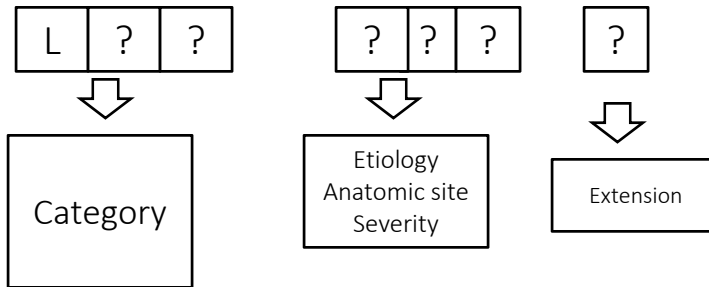 L ? ?
? ? ?
?
Category
Etiology
Anatomic site
Severity
Extension